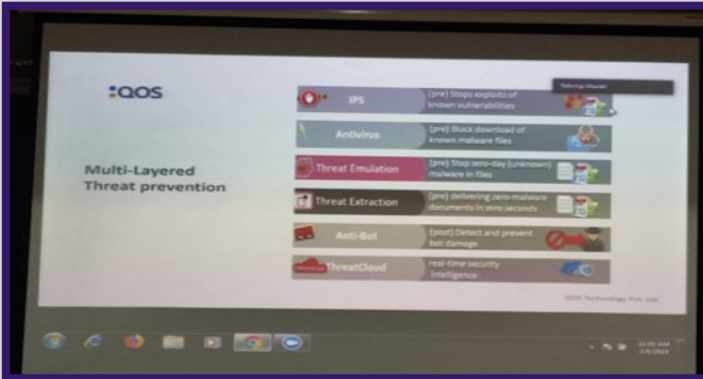 :QOS
Multi-Layered
Threat prevention
IPS
(pre) Stops exploits of
known vulnerabilities
Antivirus
(pre) Block download of
known malware files
Threat Emulation
(pre) Stop zero-day (unknown)
malware in files
Threat Extraction
(pre) delivering zero-malware
documents in zero seconds
Anti-Bot
(post) Detect and prevent
bot damage
ThreatCloud
real-time security
intelligence
QOS Technology Pvt. Ltd.